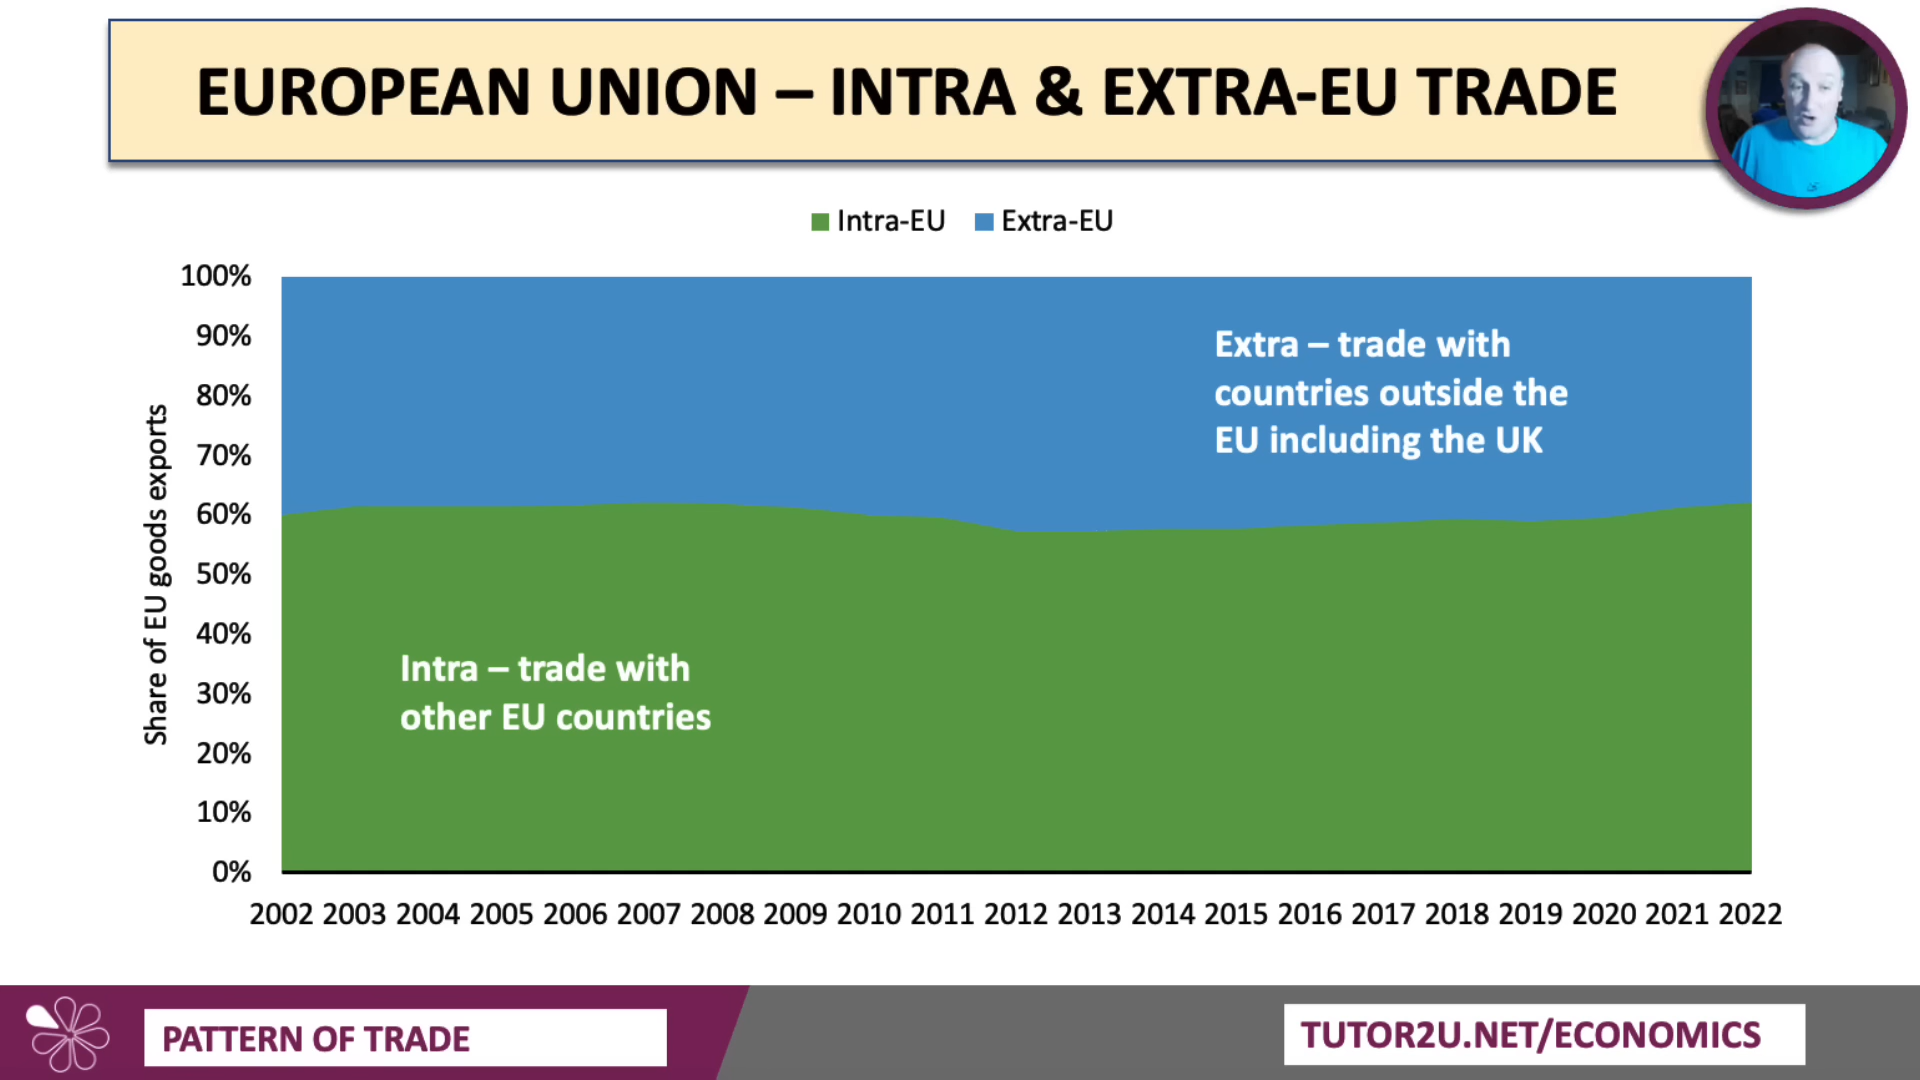 EUROPEAN UNION – INTRA & EXTRA-EU TRADE
Intra-EU Extra-EU
100%
90%
80%
70%
60%
50%
40%
30%
20%
10%
0%
Share of EU goods exports
Extra – trade with
countries outside the
EU including the UK
Intra – trade with
other EU countries
2002 2003 2004 2005 2006 2007 2008 2009 2010 2011 2012 2013 2014 2015 2016 2017 2018 2019 2020 2021 2022
PATTERN OF TRADE
TUTOR2U.NET/ECONOMICS